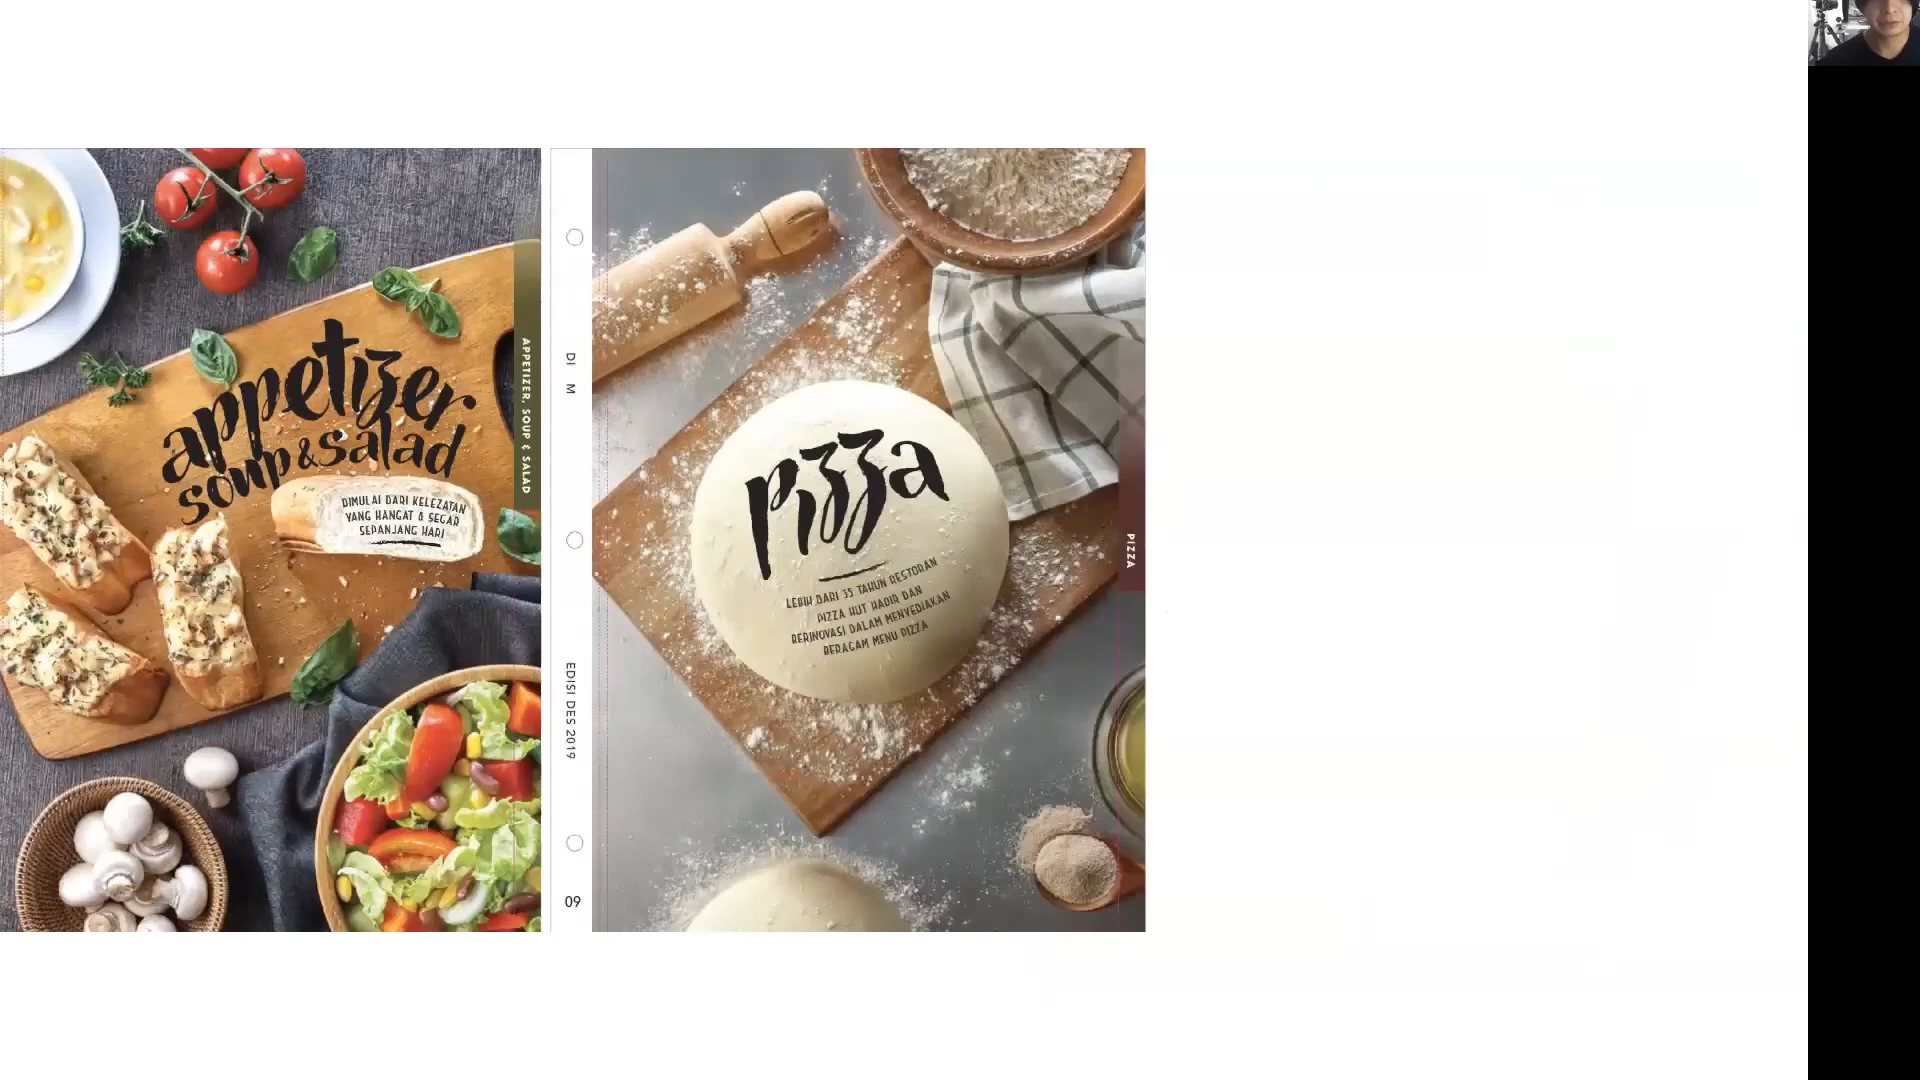 appetizer
soup & salad
DIMULAI DARI KELEZATAN
YANG HANGAT & SEGAR
SEPANJANG HARI
APPETIZER, SOUP & SALAD
DI M
EDISI DES 2019
09
pizza
LEBIH DARI 35 TAHUN RESTORAN
PIZZA HUT HADIR DAN
BERINOVASI DALAM MENYEDIAKAN
BERAGAM MENU PIZZA
PIZZA